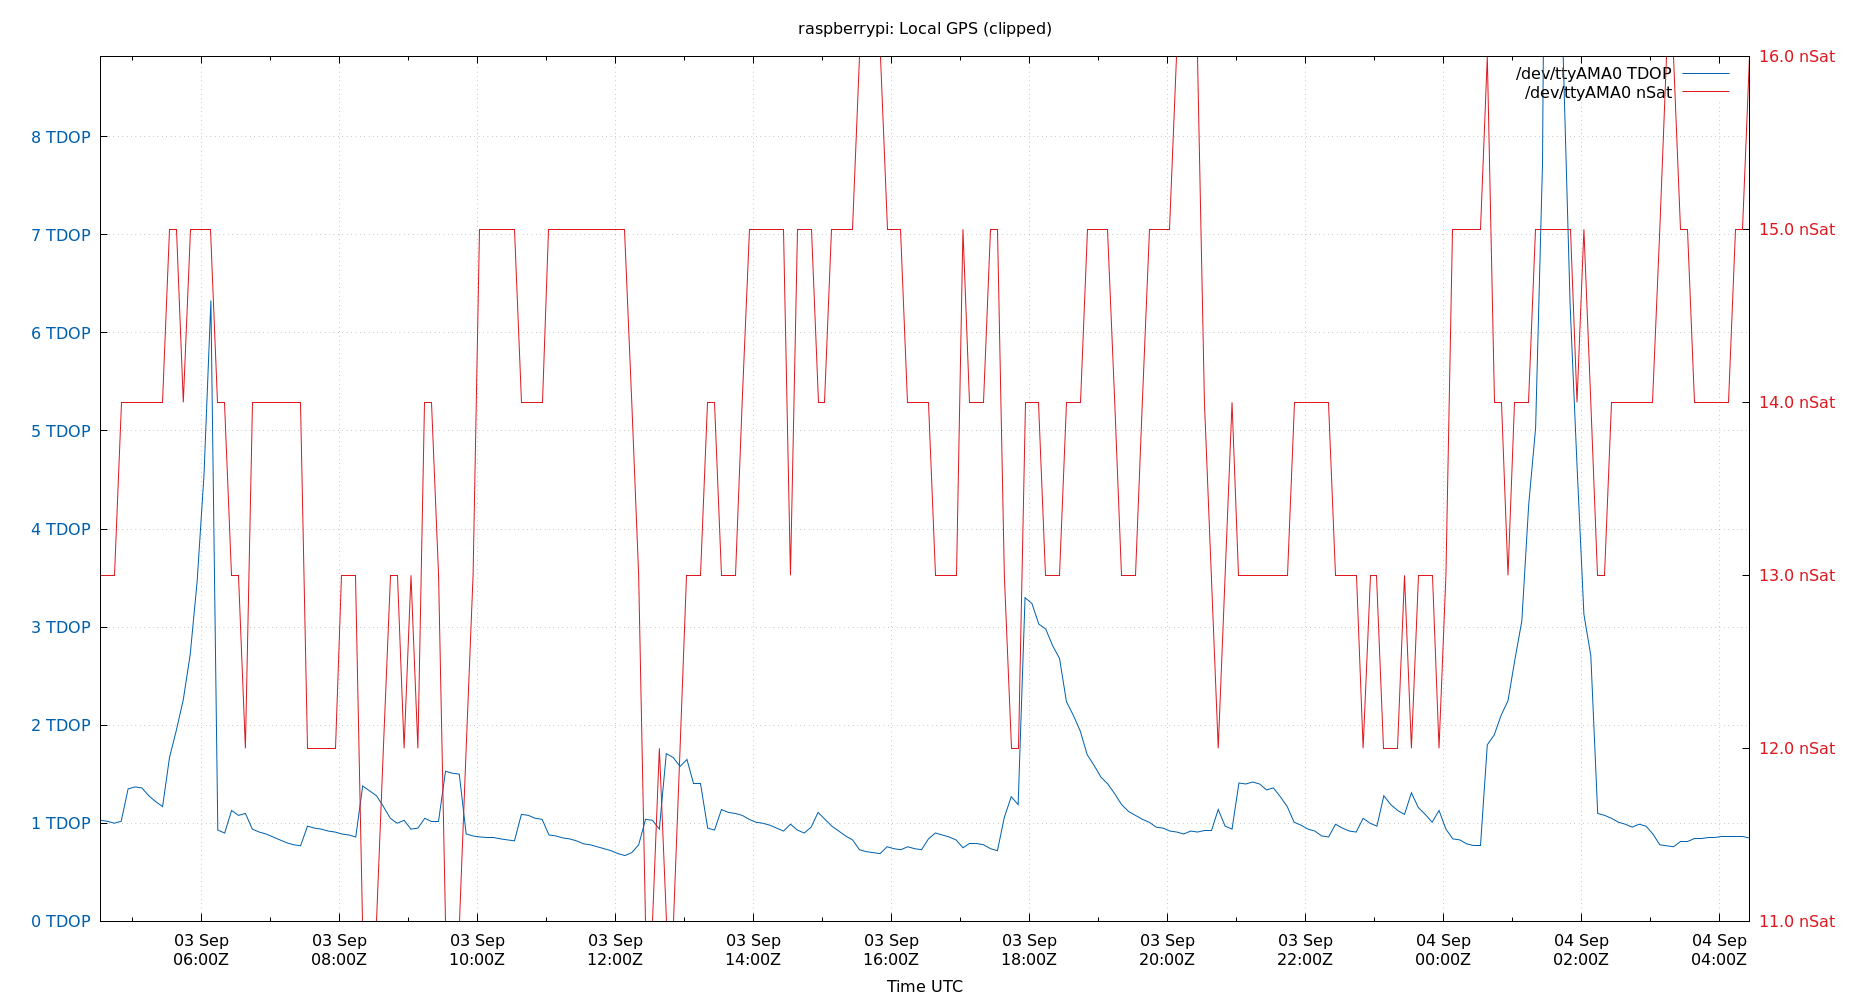 raspberrypi: Local GPS (clipped)
16.0 nSat
/dev/ttyAMA0 TDOP
/dev/ttyAMA0 nSat
8 TDOP
7 TDOP
15.0 nSat
6 TDOP
14.0 nSat
5 TDOP
4 TDOP
13.0 nSat
3 TDOP
2 TDOP
12.0 nSat
1 TDOP
0 TDOP
11.0 nSat
03 Sep 03 Sep 03 Sep 03 Sep 03 Sep 03 Sep 03 Sep 03 Sep 03 Sep 04 Sep 04 Sep 04 Sep
06:00Z 08:00Z 10:00Z 12:00Z 14:00Z 16:00Z 18:00Z 20:00Z 22:00Z 00:00Z 02:00Z 04:00Z
Time UTC